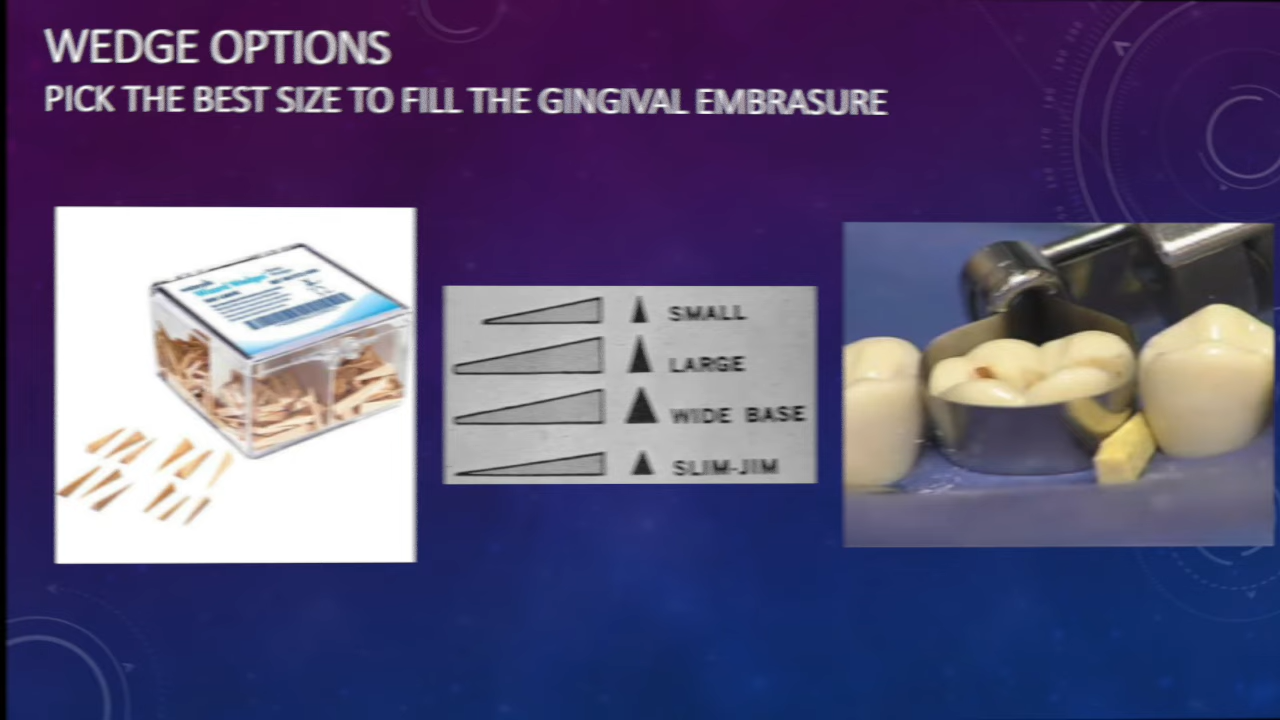 WEDGE OPTIONS
PICK THE BEST SIZE TO FILL THE GINGIVAL EMBRASURE
SMALL
LARGE
WIDE BASE
SLIM-JIM